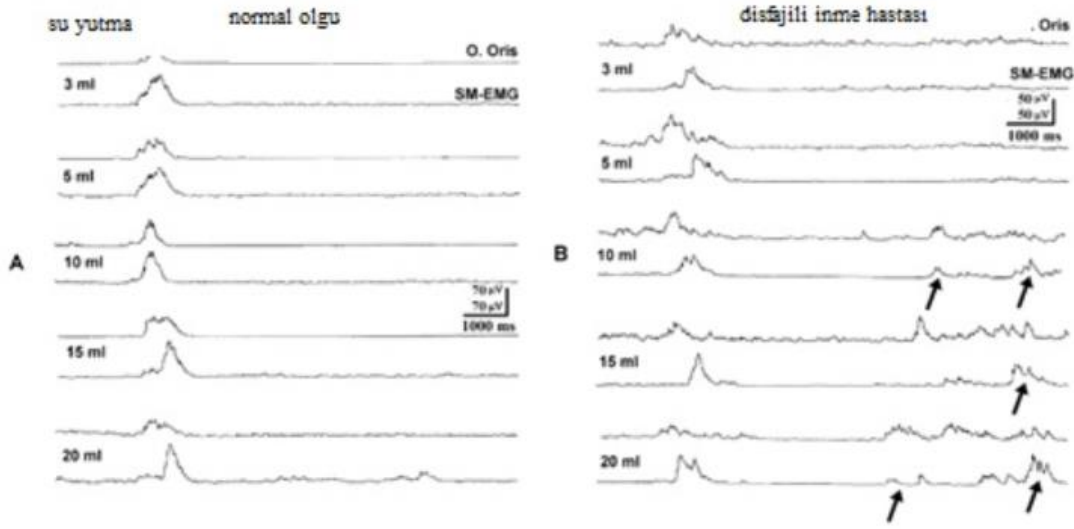 su yutma
normal olgu
O. Oris
3 ml
SM-EMG
5 ml
A
10 ml
70 µV
70 µV
1000 ms
15 ml
20 ml
disfajili inme hastası
. Oris
3 ml
SM-EMG
50 µV
50 µV
1000 ms
5 ml
B
10 ml
15 ml
20 ml